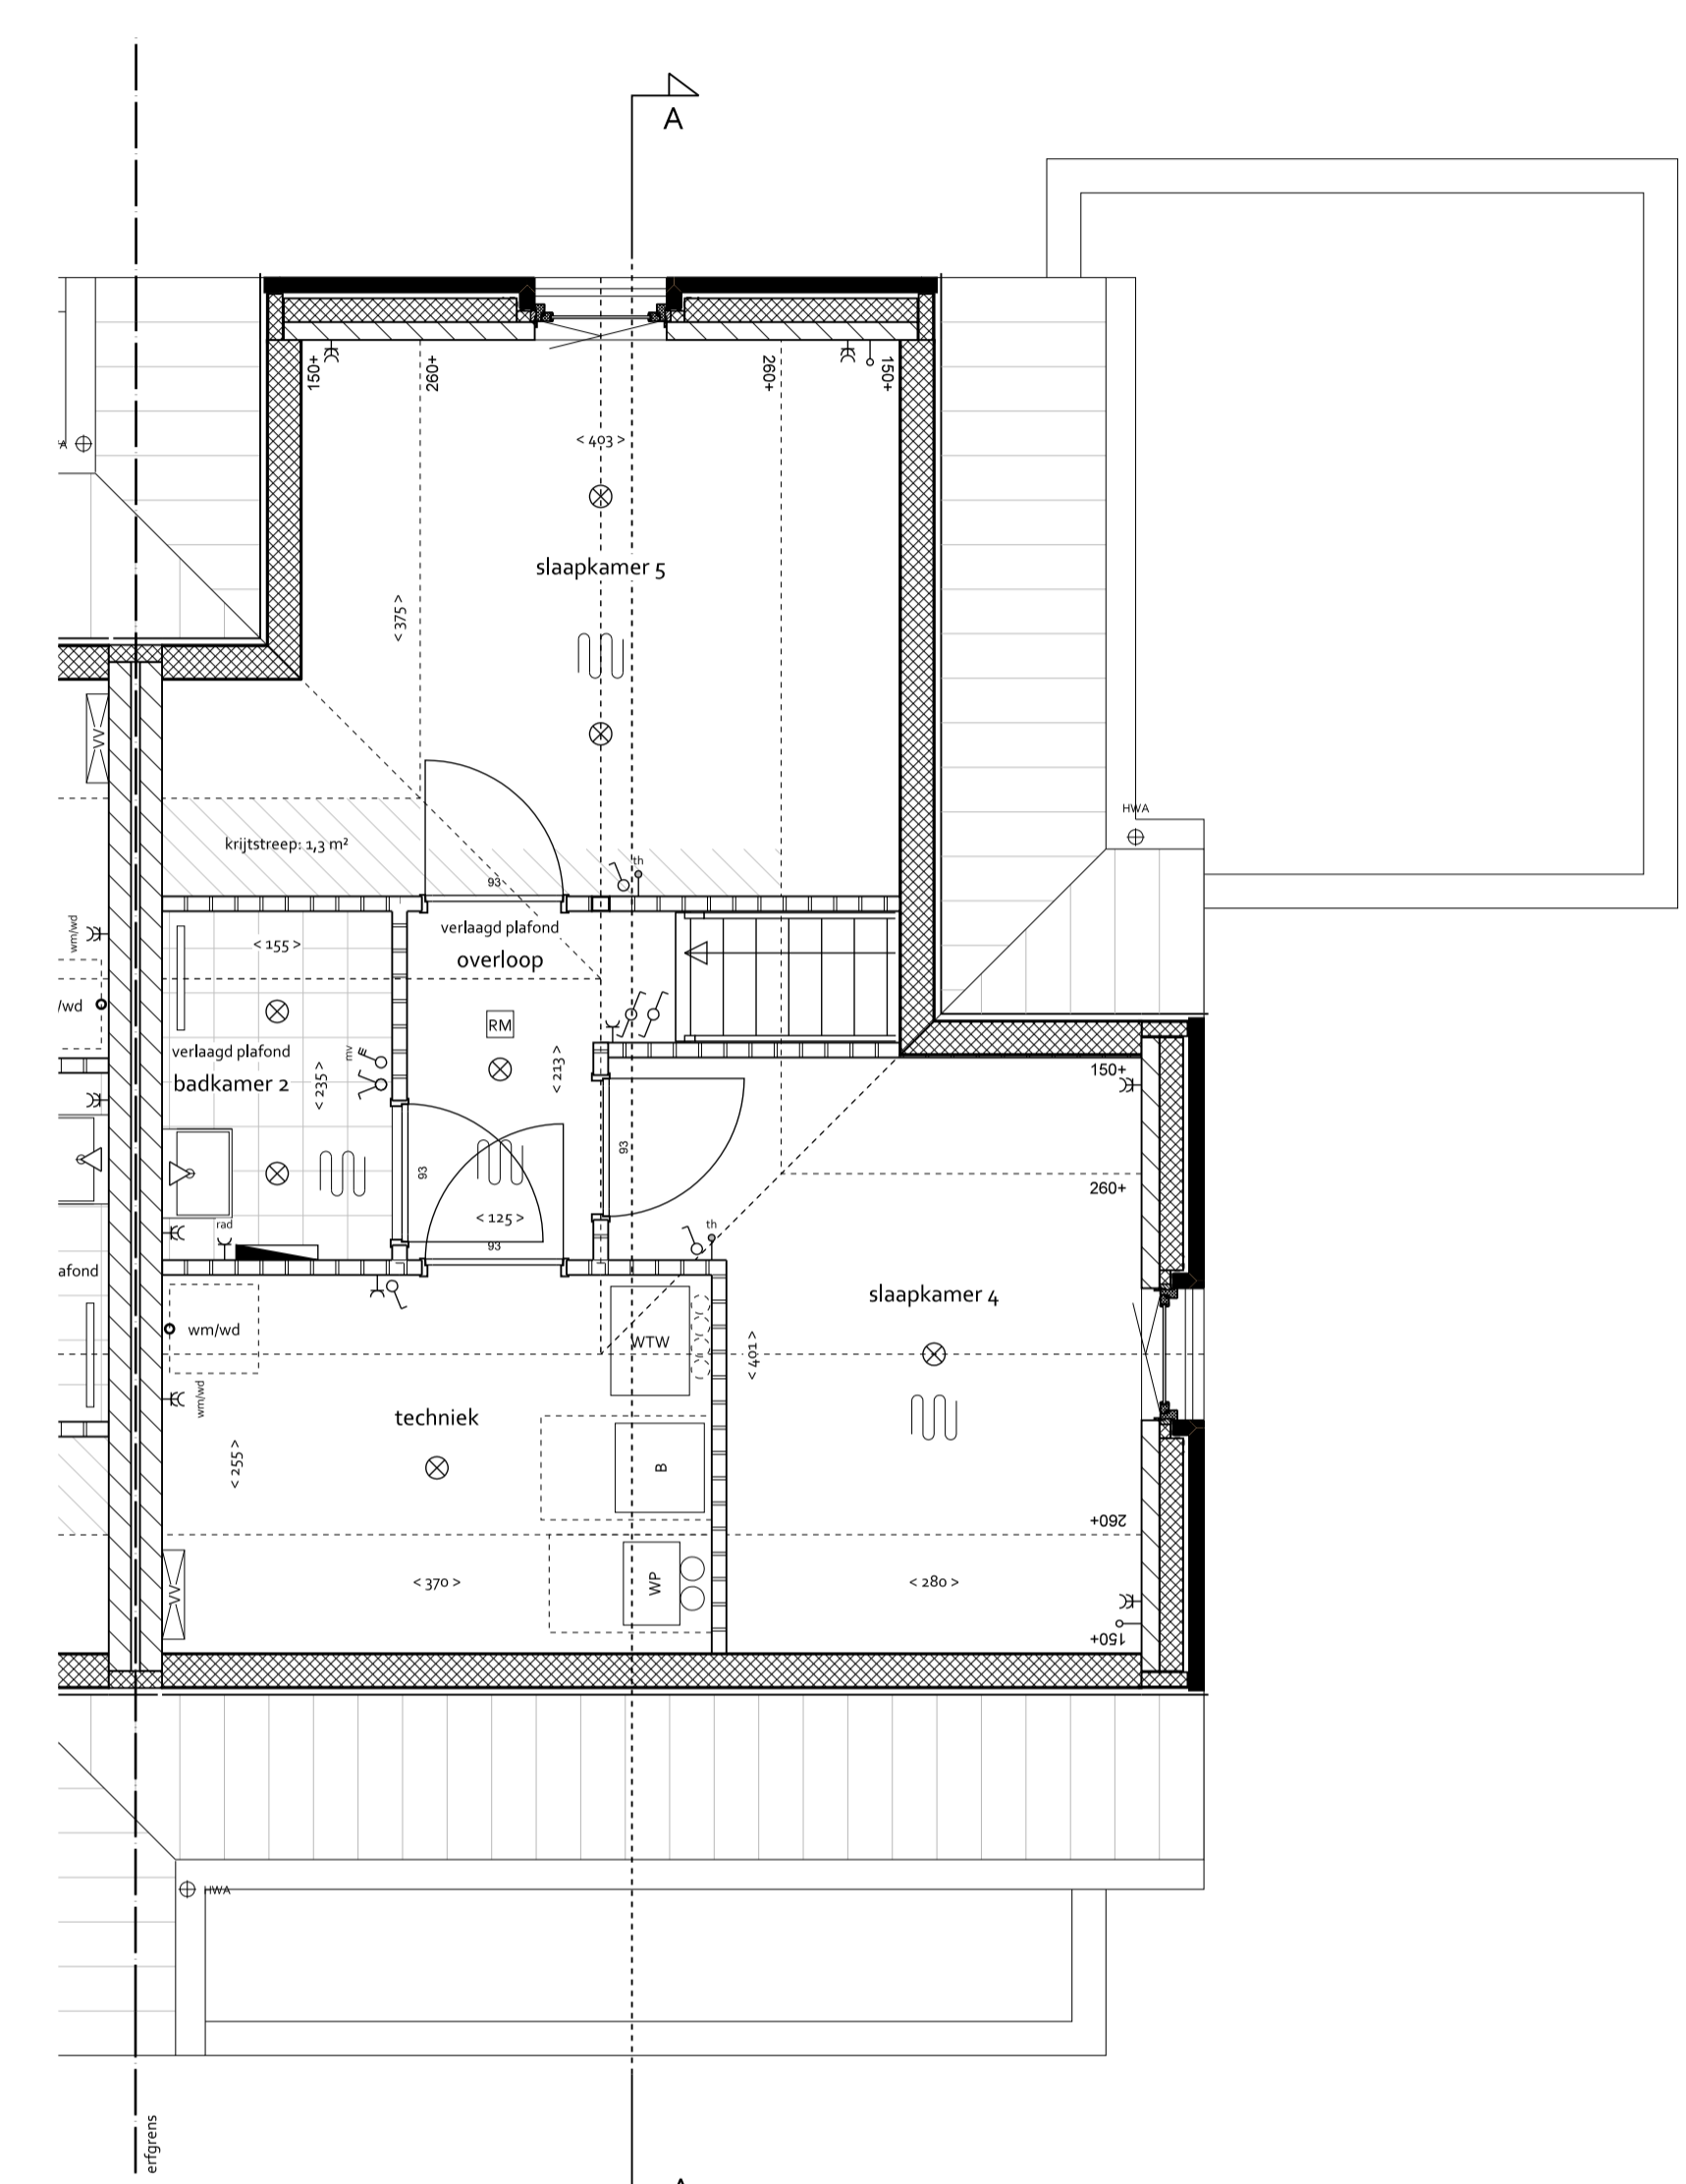 A
150+
260+
260+
150+
< 403 >
slaapkamer 5
< 375 >
VV
HWA
krijtstreep: 1,3 m²
th
93
verlaagd plafond
overloop
< 155 >
wm/wd
/wd
RM
verlaagd plafond
badkamer 2
mv
< 235 >
< 213 >
150+
93
93
260+
< 125 >
93
rad
th
afond
slaapkamer 4
wm/wd
WTW
< 401 >
wm/wd
techniek
< 255 >
B
260+
VV
< 370 >
WP
< 280 >
150+
HWA
erfgrens